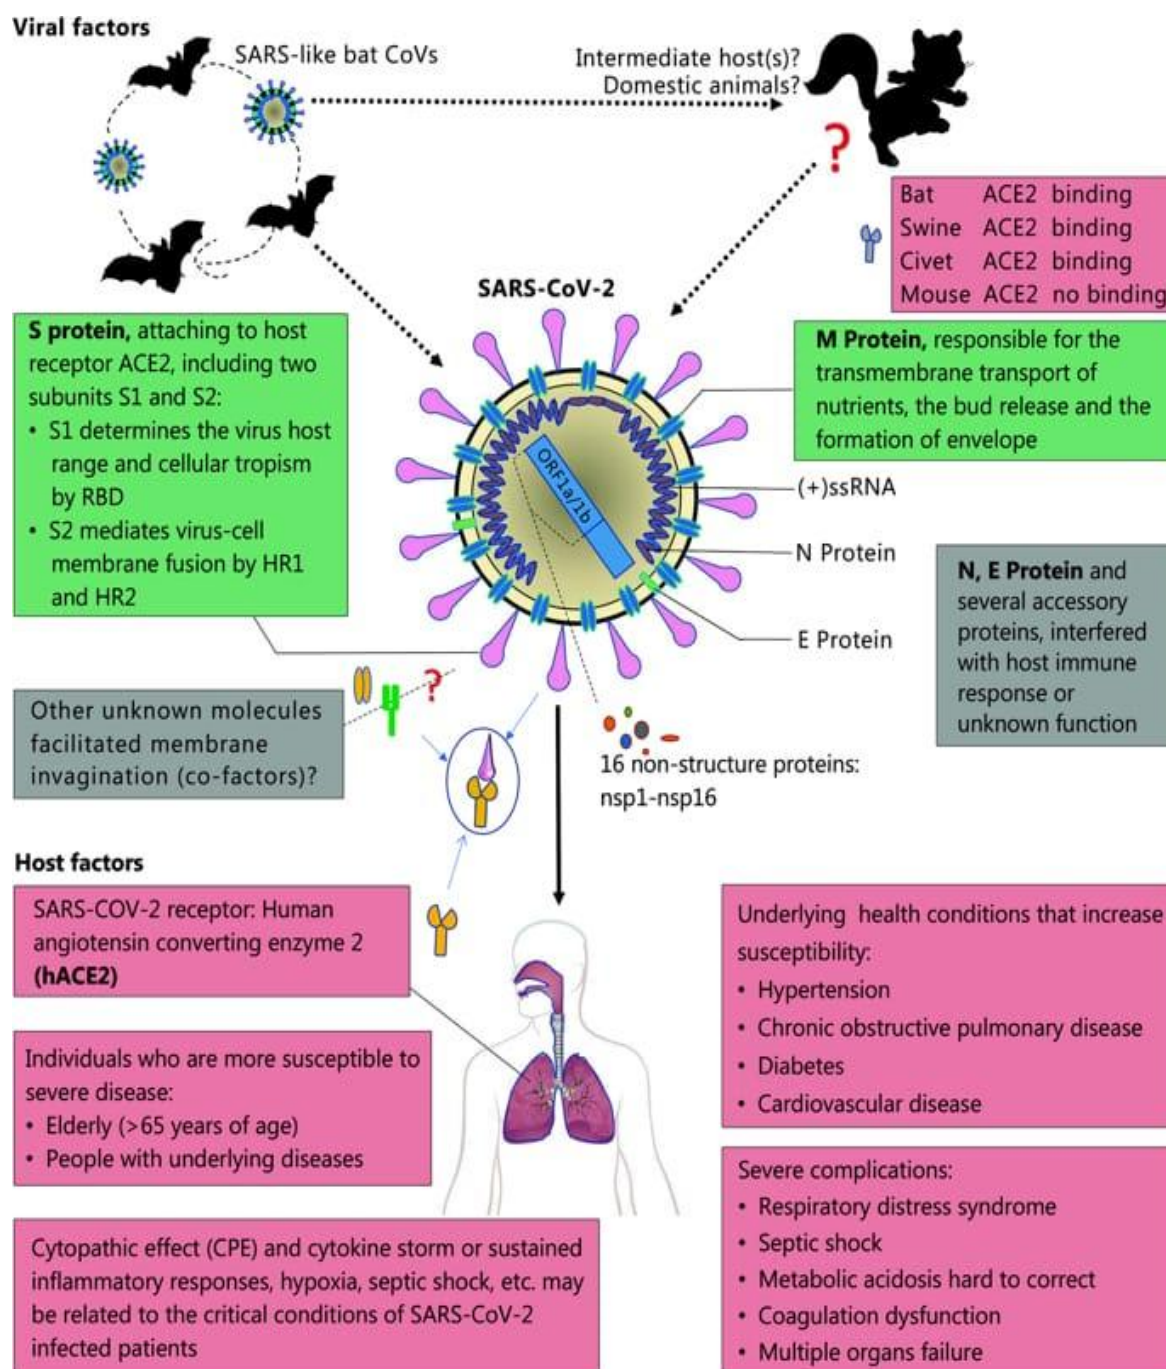 Viral factors
SARS-like bat CoVs
Intermediate host(s)?
Domestic animals?
?
Bat ACE2 binding
Swine ACE2 binding
Civet ACE2 binding
Mouse ACE2 no binding
SARS-CoV-2
S protein, attaching to host
receptor ACE2, including two
subunits S1 and S2:
• S1 determines the virus host
range and cellular tropism
by RBD
• S2 mediates virus-cell
membrane fusion by HR1
and HR2
M Protein, responsible for the
transmembrane transport of
nutrients, the bud release and the
formation of envelope
ORF1a/1b
(+)ssRNA
N Protein
E Protein
N, E Protein and
several accessory
proteins, interfered
with host immune
response or
unknown function
?
Other unknown molecules
facilitated membrane
invagination (co-factors)?
16 non-structure proteins:
nsp1-nsp16
Host factors
SARS-COV-2 receptor: Human
angiotensin converting enzyme 2
(hACE2)
Individuals who are more susceptible to
severe disease:
• Elderly (>65 years of age)
• People with underlying diseases
Cytopathic effect (CPE) and cytokine storm or sustained
inflammatory responses, hypoxia, septic shock, etc. may
be related to the critical conditions of SARS-CoV-2
infected patients
Underlying health conditions that increase
susceptibility:
• Hypertension
• Chronic obstructive pulmonary disease
• Diabetes
• Cardiovascular disease
Severe complications:
• Respiratory distress syndrome
• Septic shock
• Metabolic acidosis hard to correct
• Coagulation dysfunction
• Multiple organs failure